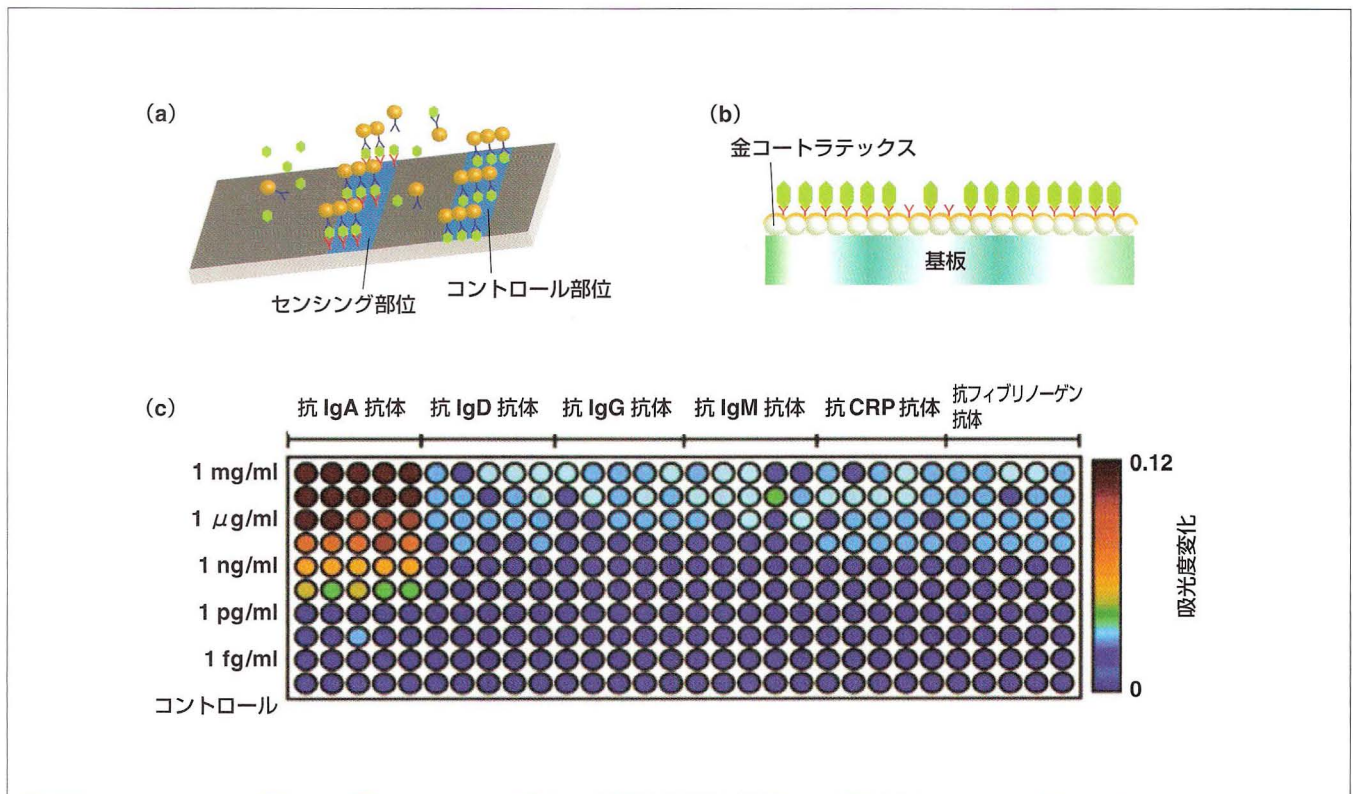 (a)
センシング部位
コントロール部位
(b)
金コートラテックス
基板
(c)
抗 IgA 抗体 抗 IgD 抗体 抗 IgG 抗体 抗 IgM 抗体 抗 CRP 抗体 抗フィブリノーゲン
抗体
1 mg/ml
1 μg/ml
1 ng/ml
1 pg/ml
1 fg/ml
コントロール
0.12
吸光度変化
0